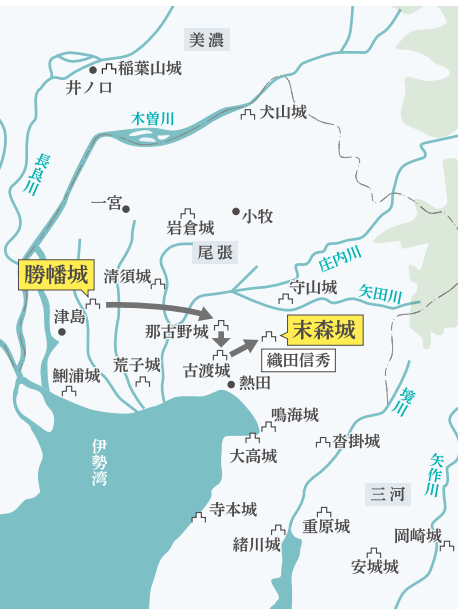 美濃
稲葉山城
井ノ口
木曽川
犬山城
長良川
一宮
岩倉城
小牧
尾張
庄内川
勝幡城
清須城
守山城
矢田川
津島
那古野城
末森城
織田信秀
荒子城
古渡城
熱田
鯏浦城
境川
鳴海城
伊勢湾
大高城
沓掛城
矢作川
三河
寺本城
重原城
緒川城
岡崎城
安城城